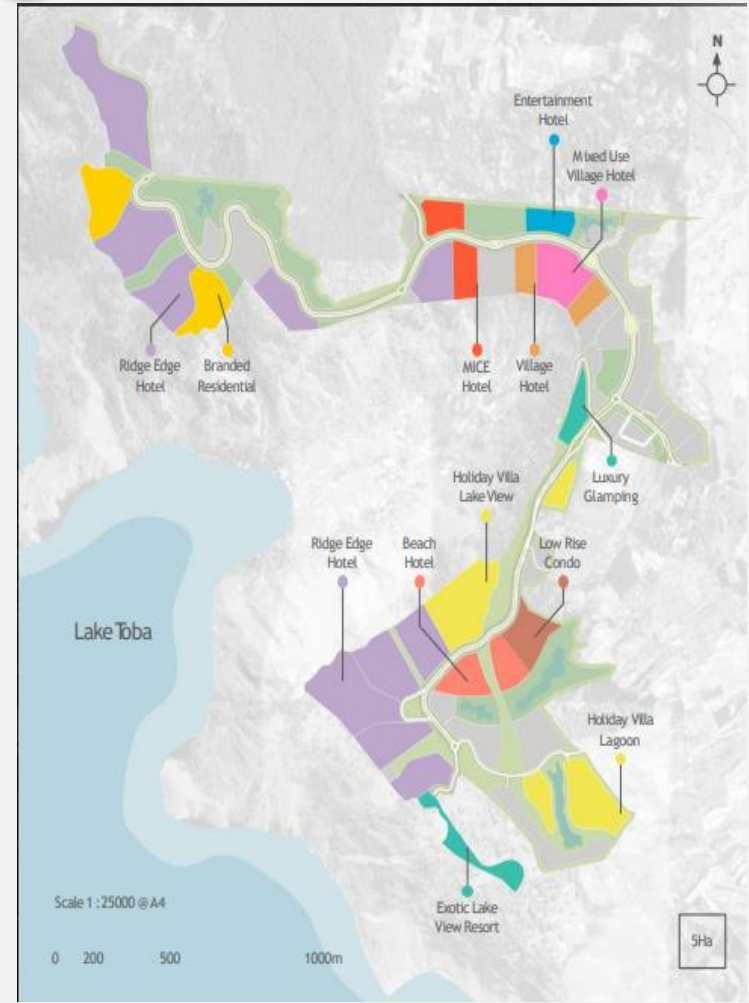 N
Entertainment
Hotel
Mixed Use
Village Hotel
Ridge Edge
Hotel
Branded
Residential
MICE
Hotel
Village
Hotel
Luxury
Glamping
Holiday Villa
Lake View
Ridge Edge
Hotel
Beach
Hotel
Low Rise
Condo
Lake Toba
Holiday Villa
Lagoon
Exotic Lake
View Resort
Scale 1 : 25000 @ A4
0 200 500 1000m
5Ha